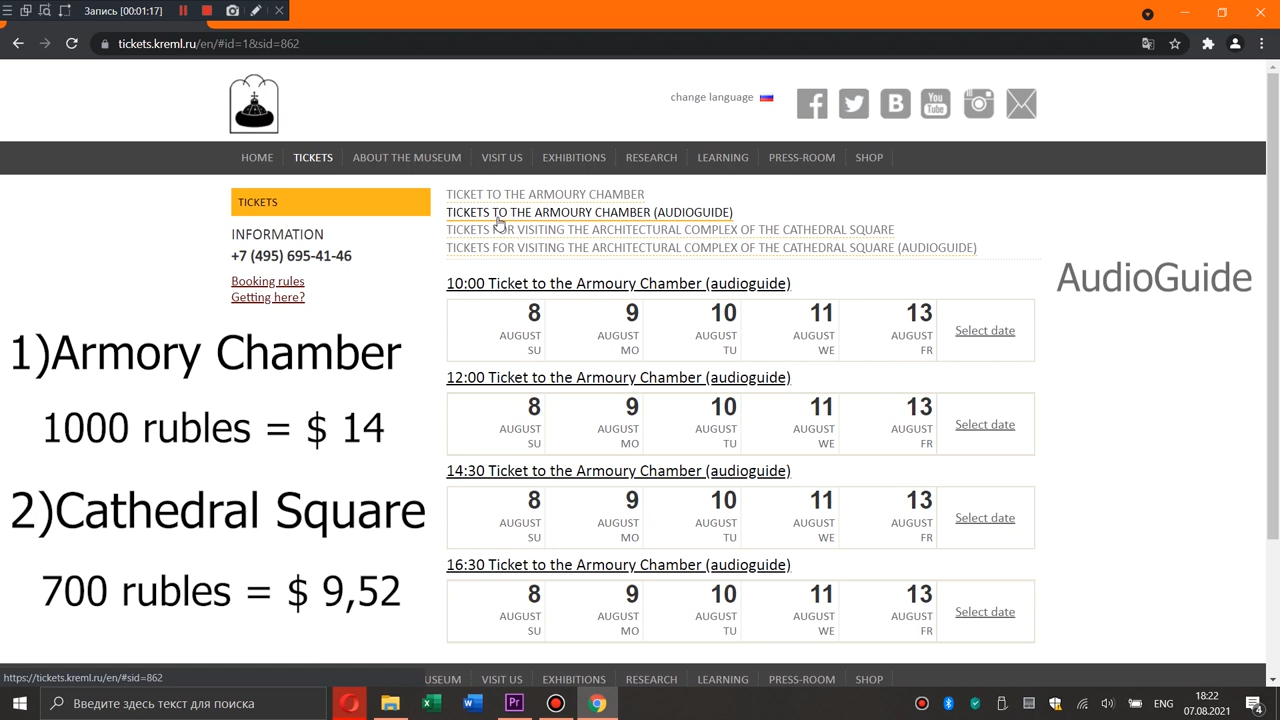 Запись [00:01:17]
tickets.kreml.ru/en/#id=1&sid=862
change language
You
Tube
HOME TICKETS ABOUT THE MUSEUM VISIT US EXHIBITIONS RESEARCH LEARNING PRESS-ROOM SHOP
TICKETS
INFORMATION
+7 (495) 695-41-46
Booking rules
Getting here?
TICKET TO THE ARMOURY CHAMBER
TICKETS TO THE ARMOURY CHAMBER (AUDIOGUIDE)
TICKETS FOR VISITING THE ARCHITECTURAL COMPLEX OF THE CATHEDRAL SQUARE
TICKETS FOR VISITING THE ARCHITECTURAL COMPLEX OF THE CATHEDRAL SQUARE (AUDIOGUIDE)
AudioGuide
1)Armory Chamber
1000 rubles = $ 14
2)Cathedral Square
700 rubles = $ 9,52
10:00 Ticket to the Armoury Chamber (audioguide)
8 9 10 11 13
AUGUST AUGUST AUGUST AUGUST AUGUST
SU MO TU WE FR
Select date
12:00 Ticket to the Armoury Chamber (audioguide)
8 9 10 11 13
AUGUST AUGUST AUGUST AUGUST AUGUST
SU MO TU WE FR
Select date
14:30 Ticket to the Armoury Chamber (audioguide)
8 9 10 11 13
AUGUST AUGUST AUGUST AUGUST AUGUST
SU MO TU WE FR
Select date
16:30 Ticket to the Armoury Chamber (audioguide)
8 9 10 11 13
AUGUST AUGUST AUGUST AUGUST AUGUST
SU MO TU WE FR
Select date
https://tickets.kreml.ru/en/#sid=862
USEUM VISIT US EXHIBITIONS RESEARCH LEARNING PRESS-ROOM SHOP
Введите здесь текст для поиска
Pr
ENG
18:22
07.08.2021
4